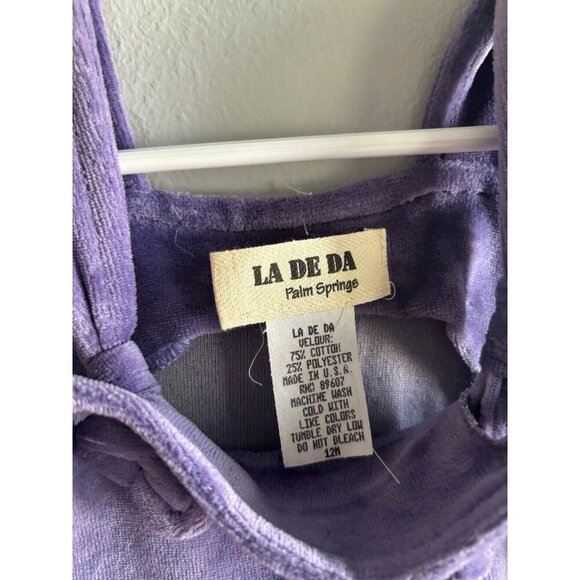 LA DE DA
Palm Springs
LA DE DA
VELOUR:
75% COTTON
25% POLYESTER
MADE IN U.S.A.
RN# 89607
MACHINE WASH
COLD WITH
LIKE COLORS
TUMBLE DRY LOW
DO NOT BLEACH
12M